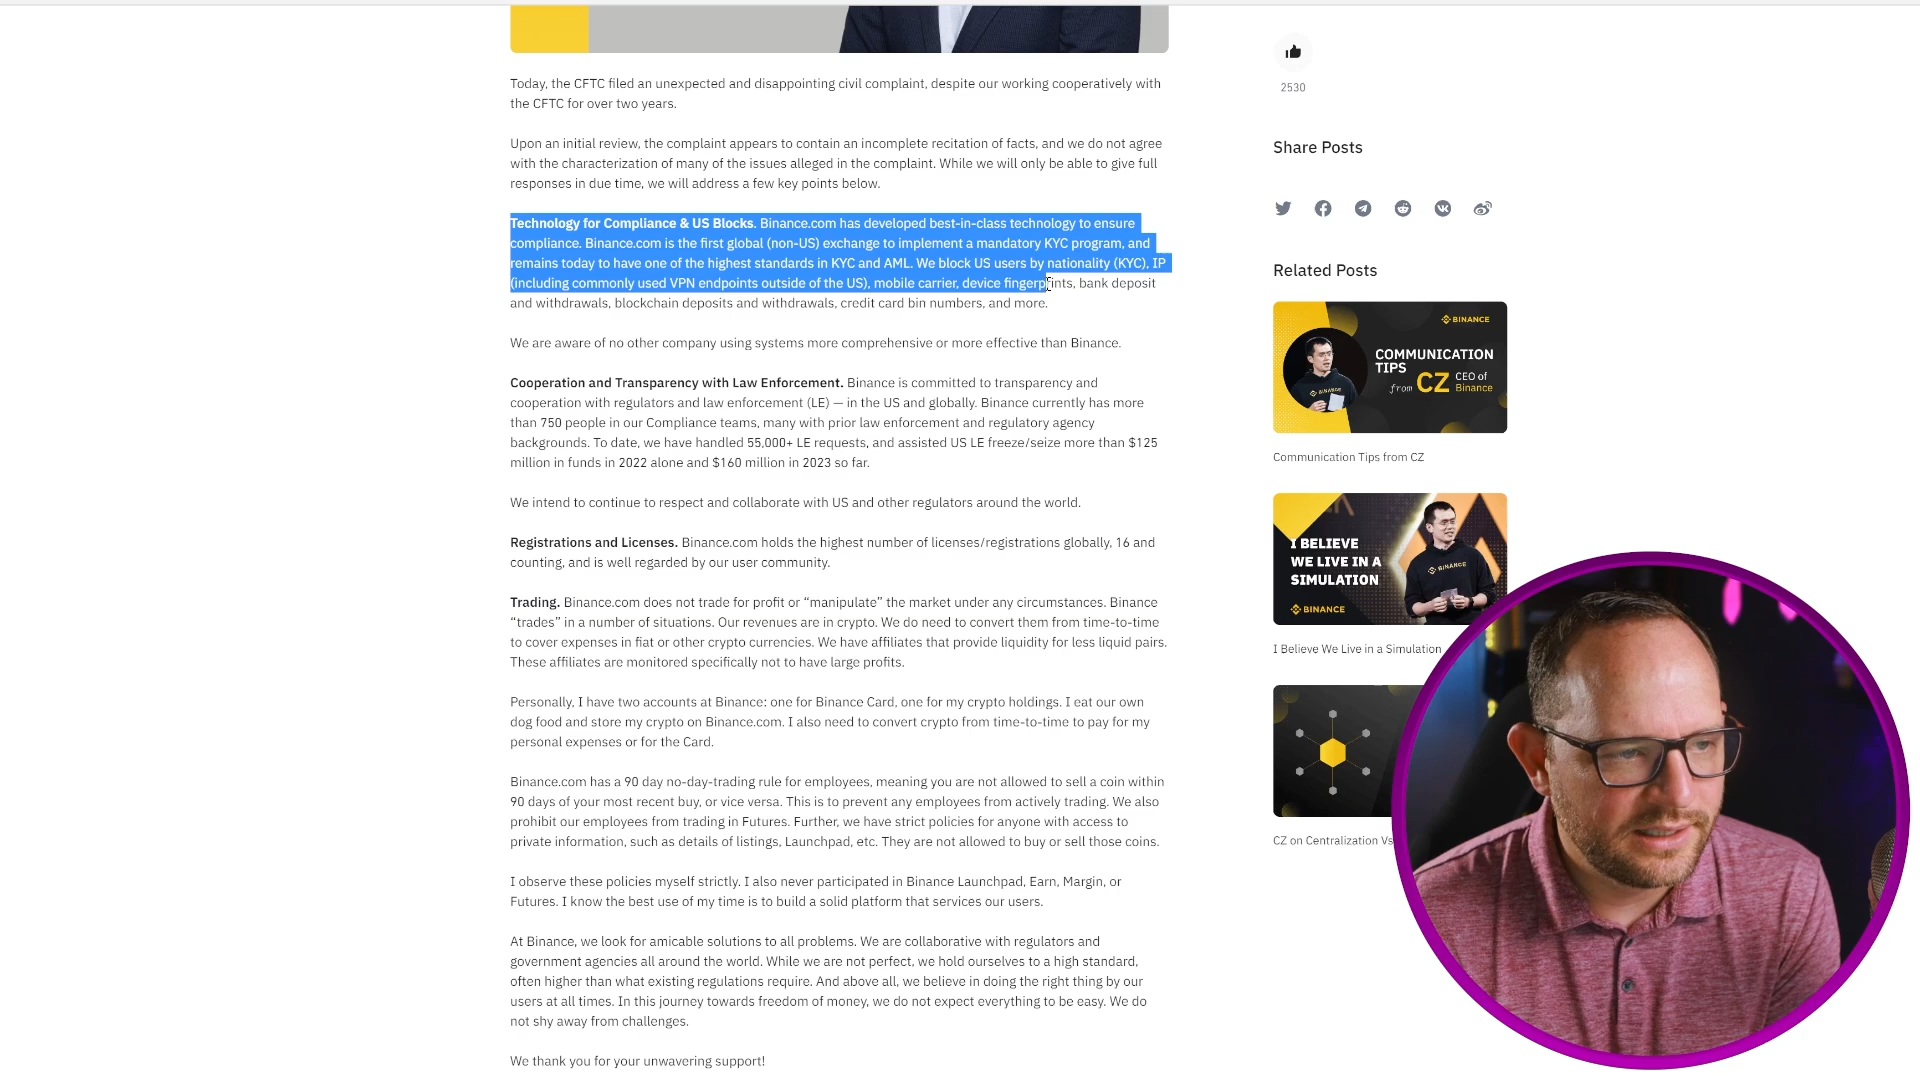 Today, the CFTC filed an unexpected and disappointing civil complaint, despite our working cooperatively with
the CFTC for over two years.
Upon an initial review, the complaint appears to contain an incomplete recitation of facts, and we do not agree
with the characterization of many of the issues alleged in the complaint. While we will only be able to give full
responses in due time, we will address a few key points below.
Technology for Compliance & US Blocks. Binance.com has developed best-in-class technology to ensure
compliance. Binance.com is the first global (non-US) exchange to implement a mandatory KYC program, and
remains today to have one of the highest standards in KYC and AML. We block US users by nationality (KYC), IP
(including commonly used VPN endpoints outside of the US), mobile carrier, device fingerprints, bank deposit
and withdrawals, blockchain deposits and withdrawals, credit card bin numbers, and more.
We are aware of no other company using systems more comprehensive or more effective than Binance.
Cooperation and Transparency with Law Enforcement. Binance is committed to transparency and
cooperation with regulators and law enforcement (LE) — in the US and globally. Binance currently has more
than 750 people in our Compliance teams, many with prior law enforcement and regulatory agency
backgrounds. To date, we have handled 55,000+ LE requests, and assisted US LE freeze/seize more than $125
million in funds in 2022 alone and $160 million in 2023 so far.
We intend to continue to respect and collaborate with US and other regulators around the world.
Registrations and Licenses. Binance.com holds the highest number of licenses/registrations globally, 16 and
counting, and is well regarded by our user community.
Trading. Binance.com does not trade for profit or “manipulate” the market under any circumstances. Binance
“trades” in a number of situations. Our revenues are in crypto. We do need to convert them from time-to-time
to cover expenses in fiat or other crypto currencies. We have affiliates that provide liquidity for less liquid pairs.
These affiliates are monitored specifically not to have large profits.
Personally, I have two accounts at Binance: one for Binance Card, one for my crypto holdings. I eat our own
dog food and store my crypto on Binance.com. I also need to convert crypto from time-to-time to pay for my
personal expenses or for the Card.
Binance.com has a 90 day no-day-trading rule for employees, meaning you are not allowed to sell a coin within
90 days of your most recent buy, or vice versa. This is to prevent any employees from actively trading. We also
prohibit our employees from trading in Futures. Further, we have strict policies for anyone with access to
private information, such as details of listings, Launchpad, etc. They are not allowed to buy or sell those coins.
I observe these policies myself strictly. I also never participated in Binance Launchpad, Earn, Margin, or
Futures. I know the best use of my time is to build a solid platform that services our users.
At Binance, we look for amicable solutions to all problems. We are collaborative with regulators and
government agencies all around the world. While we are not perfect, we hold ourselves to a high standard,
often higher than what existing regulations require. And above all, we believe in doing the right thing by our
users at all times. In this journey towards freedom of money, we do not expect everything to be easy. We do
not shy away from challenges.
We thank you for your unwavering support!
2530
Share Posts
Related Posts
BINANCE
COMMUNICATION
TIPS
from CZ CEO of
Binance
BINANCE
Communication Tips from CZ
I BELIEVE
WE LIVE IN A
SIMULATION
BINANCE
BINANCE
I Believe We Live in a Simulation
CZ on Centralization Vs